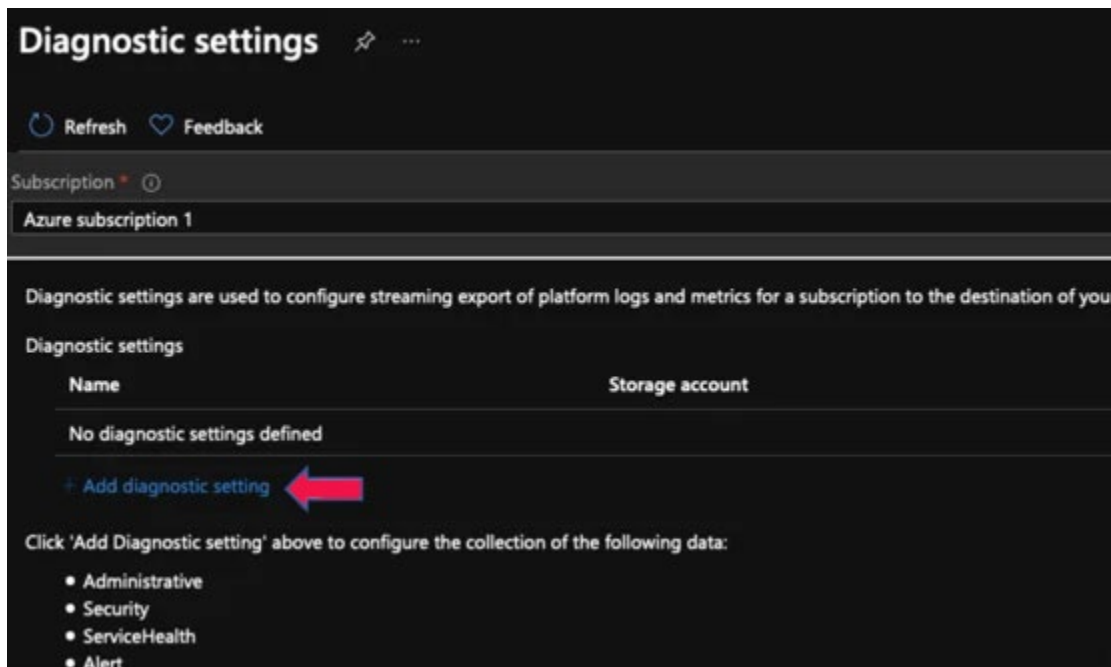 Diagnostic settings
Refresh Feedback
Subscription *
Azure subscription 1
Diagnostic settings are used to configure streaming export of platform logs and metrics for a subscription to the destination of you
Diagnostic settings
Name Storage account
No diagnostic settings defined
+ Add diagnostic setting
Click 'Add Diagnostic setting' above to configure the collection of the following data:
• Administrative
• Security
• ServiceHealth
• Alert